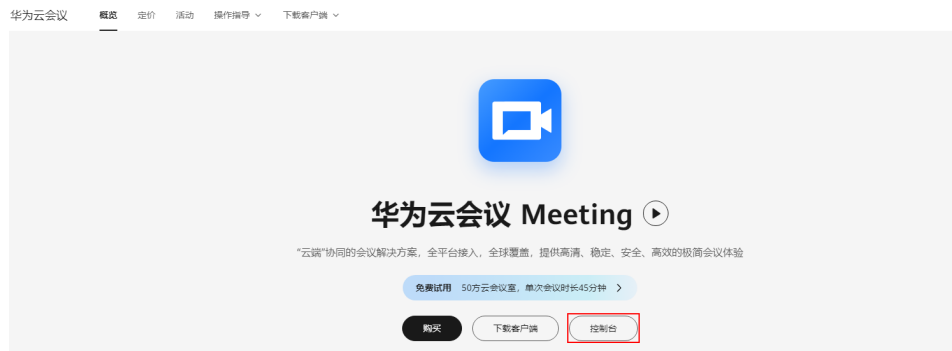 华为云会议 概览 定价 活动 操作指导 下载客户端
华为云会议 Meeting
“云端”协同的会议解决方案，全平台接入，全球覆盖，提供高清、稳定、安全、高效的极简会议体验
免费试用 50方云会议室，单次会议时长45分钟
购买 下载客户端 控制台